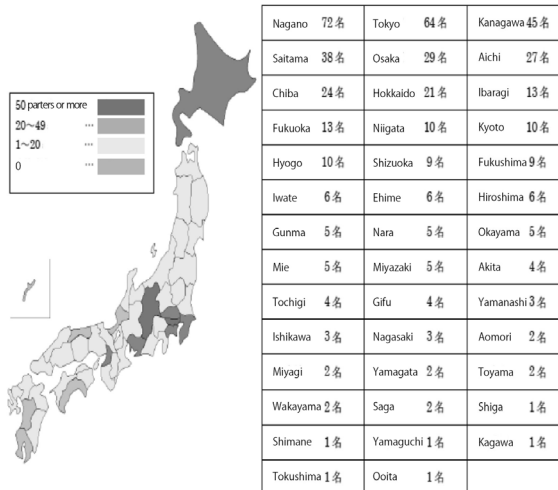 50 parters or more
20～49 ･･･
1～20 ･･･
0 ･･･
Nagano 72名 Tokyo 64名 Kanagawa 45名
Saitama 38名 Osaka 29名 Aichi 27名
Chiba 24名 Hokkaido 21名 Ibaragi 13名
Fukuoka 13名 Niigata 10名 Kyoto 10名
Hyogo 10名 Shizuoka 9名 Fukushima 9名
Iwate 6名 Ehime 6名 Hiroshima 6名
Gunma 5名 Nara 5名 Okayama 5名
Mie 5名 Miyazaki 5名 Akita 4名
Tochigi 4名 Gifu 4名 Yamanashi 3名
Ishikawa 3名 Nagasaki 3名 Aomori 2名
Miyagi 2名 Yamagata 2名 Toyama 2名
Wakayama 2名 Saga 2名 Shiga 1名
Shimane 1名 Yamaguchi 1名 Kagawa 1名
Tokushima 1名 Ooita 1名